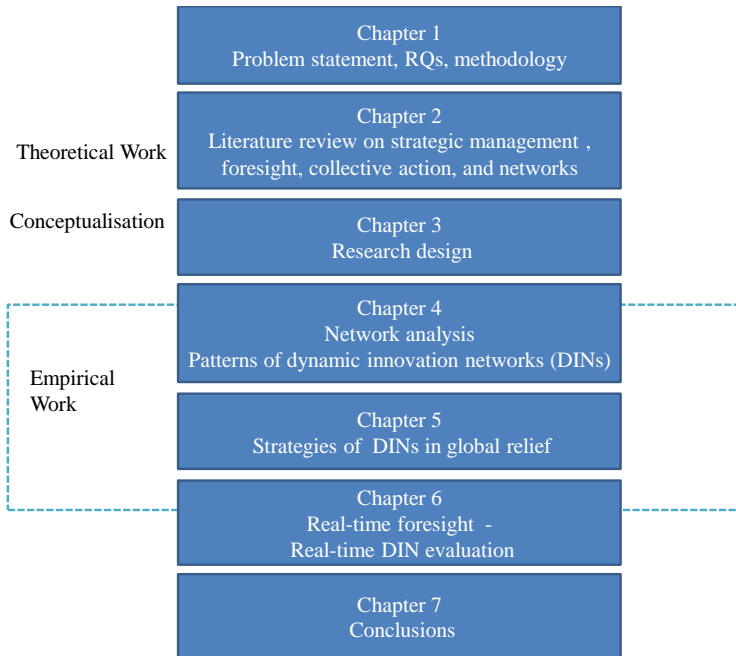 Chapter 1
Problem statement, RQs, methodology
Theoretical Work
Chapter 2
Literature review on strategic management ,
foresight, collective action, and networks
Conceptualisation
Chapter 3
Research design
Empirical
Work
Chapter 4
Network analysis
Patterns of dynamic innovation networks (DINs)
Chapter 5
Strategies of DINs in global relief
Chapter 6
Real-time foresight -
Real-time DIN evaluation
Chapter 7
Conclusions